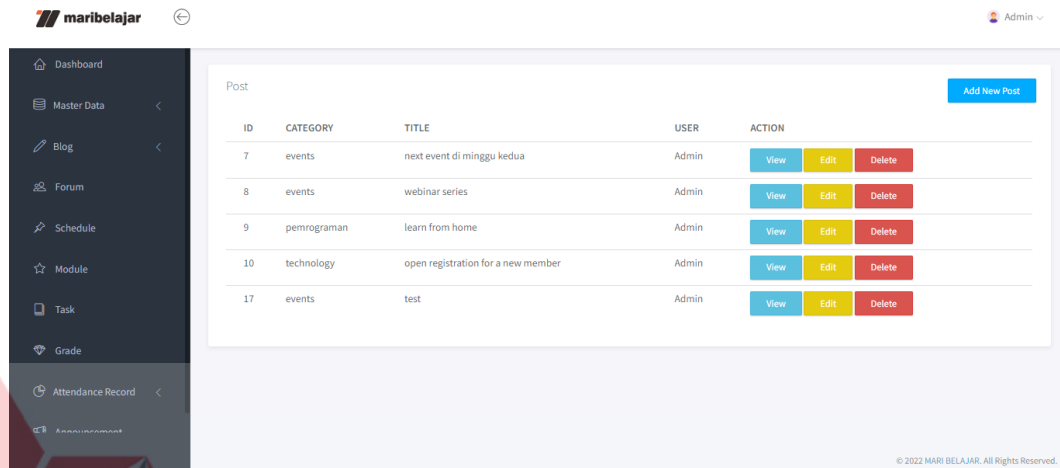 maribelajar
Admin
Dashboard
Master Data
Blog
Forum
Schedule
Module
Task
Grade
Attendance Record
Announcement
Post
Add New Post
ID CATEGORY TITLE USER ACTION
7 events next event di minggu kedua Admin View Edit Delete
8 events webinar series Admin View Edit Delete
9 pemrograman learn from home Admin View Edit Delete
10 technology open registration for a new member Admin View Edit Delete
17 events test Admin View Edit Delete
© 2022 MARI BELAJAR. All Rights Reserved.